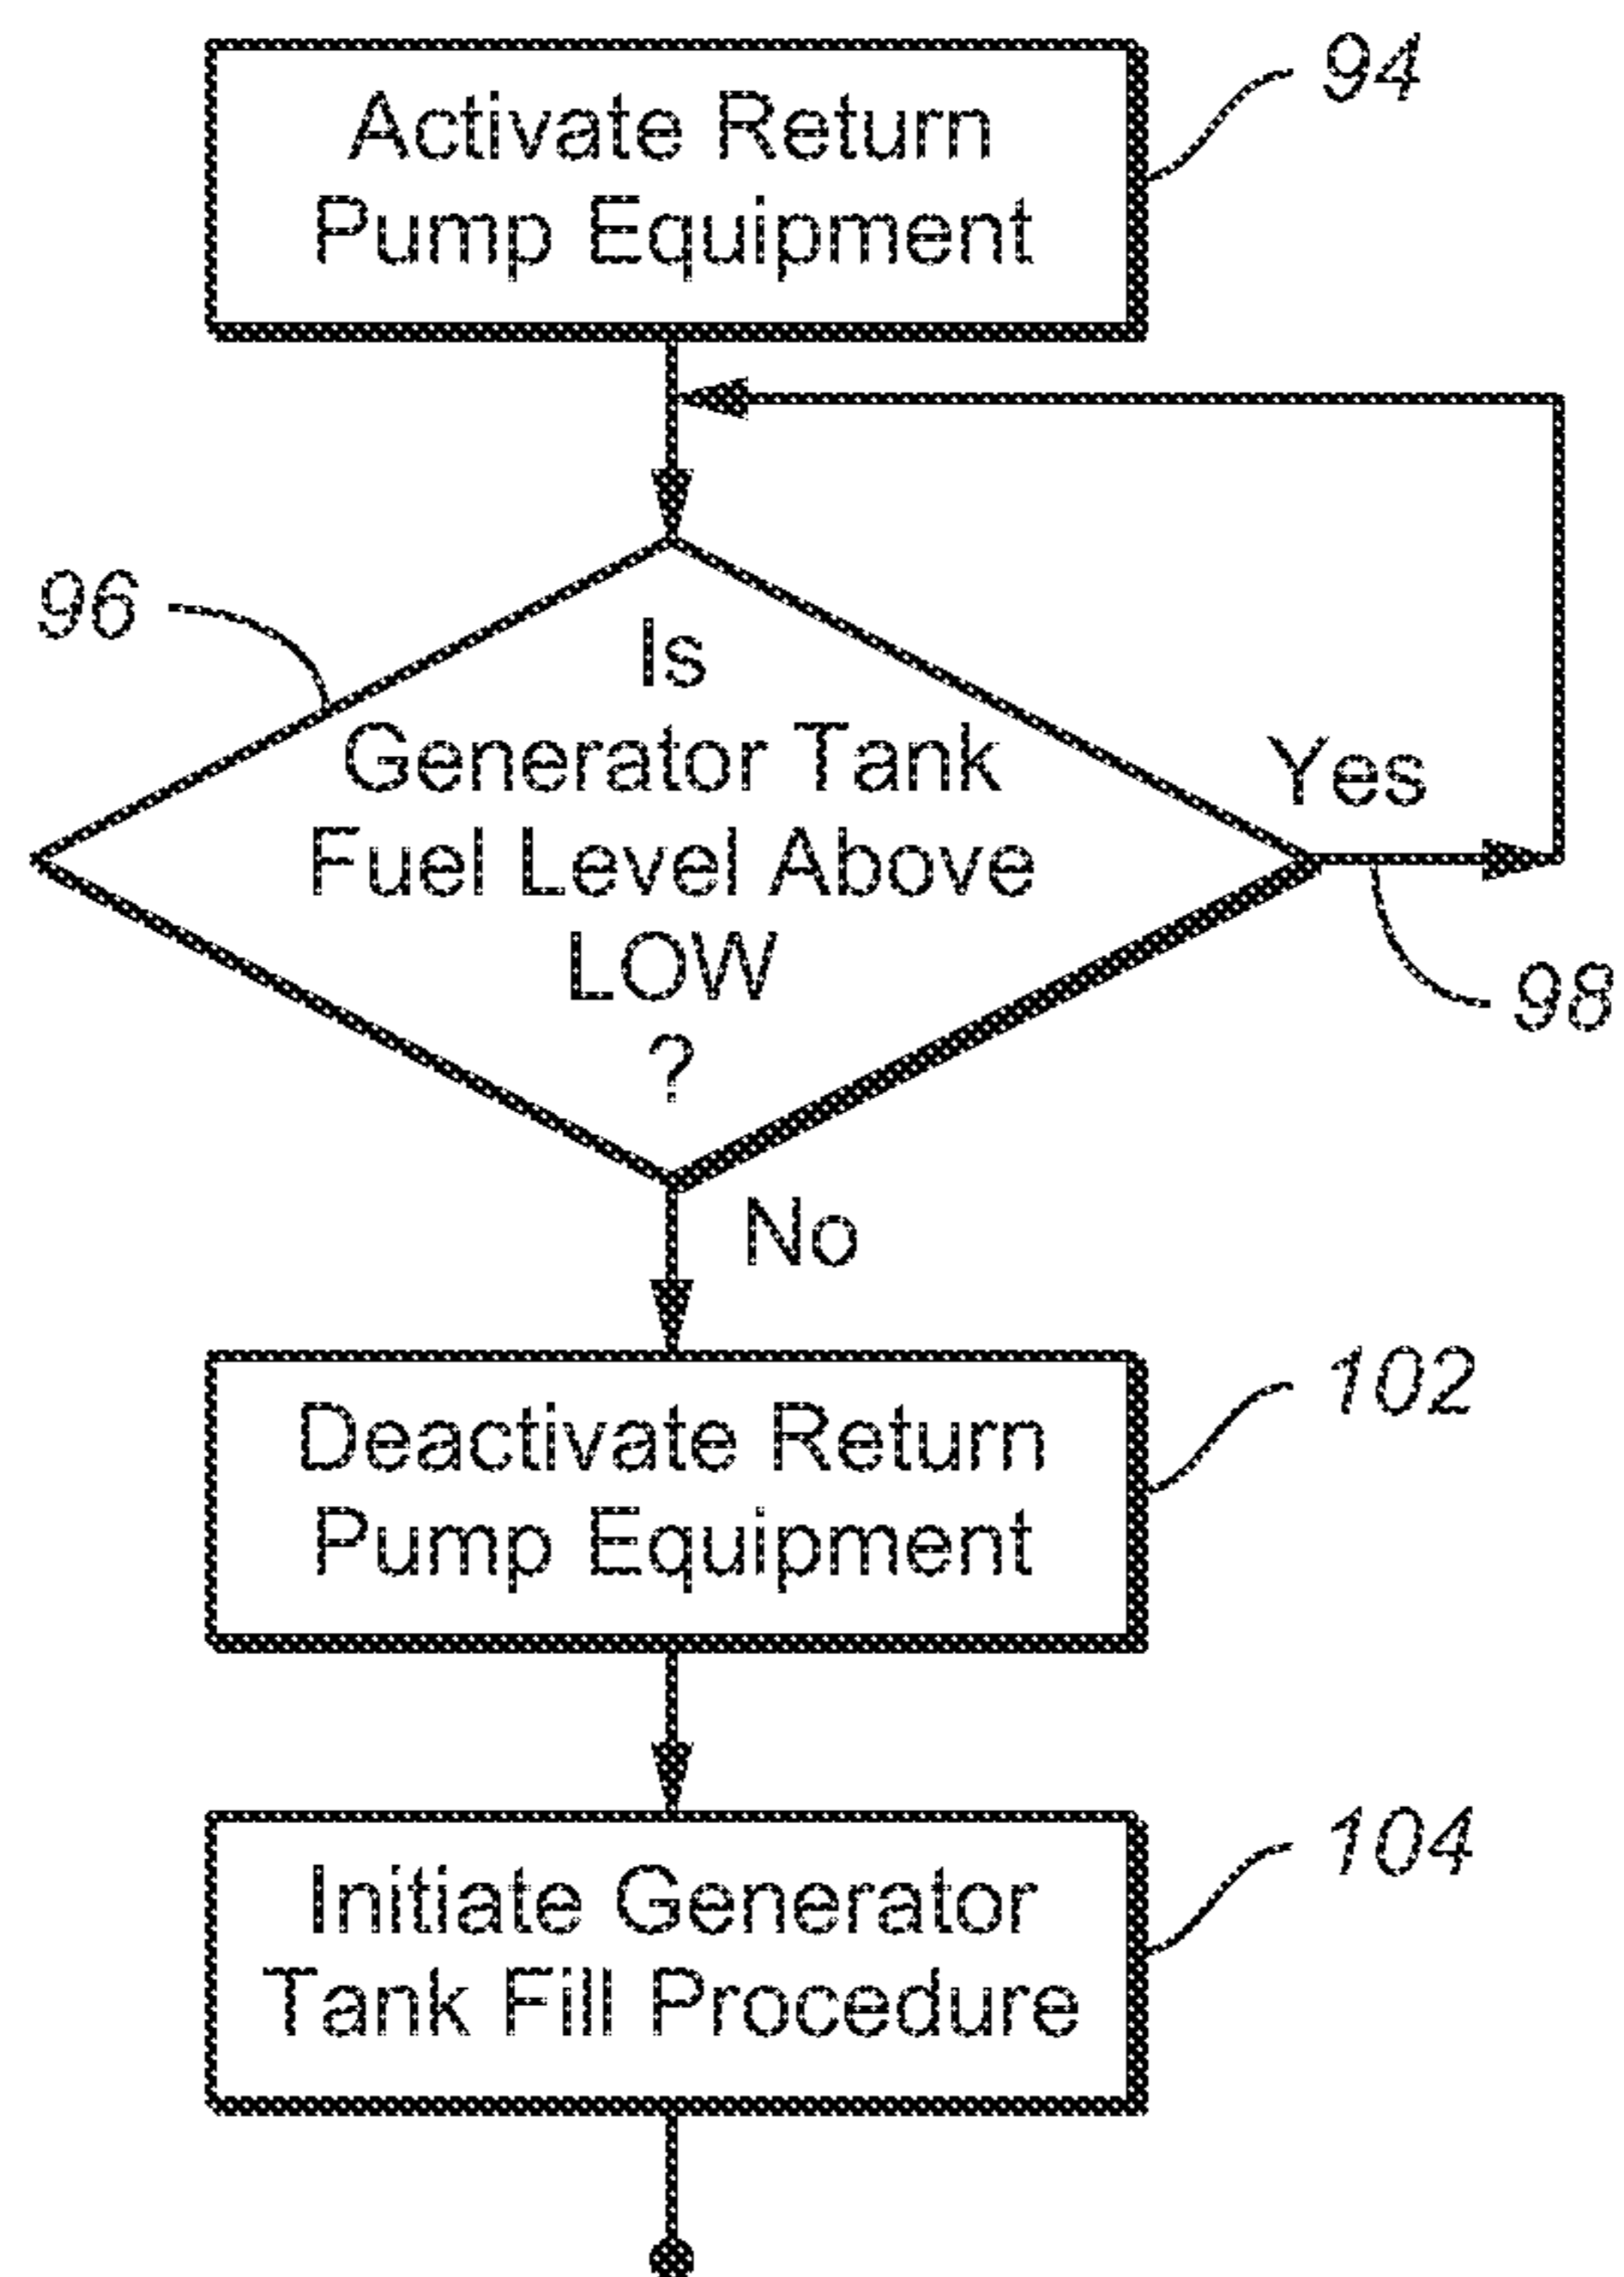 Activate Return
Pump Equipment
94
96
Is
Generator Tank
Fuel Level Above
LOW
?
Yes
98
No
Deactivate Return
Pump Equipment
102
Initiate Generator
Tank Fill Procedure
104